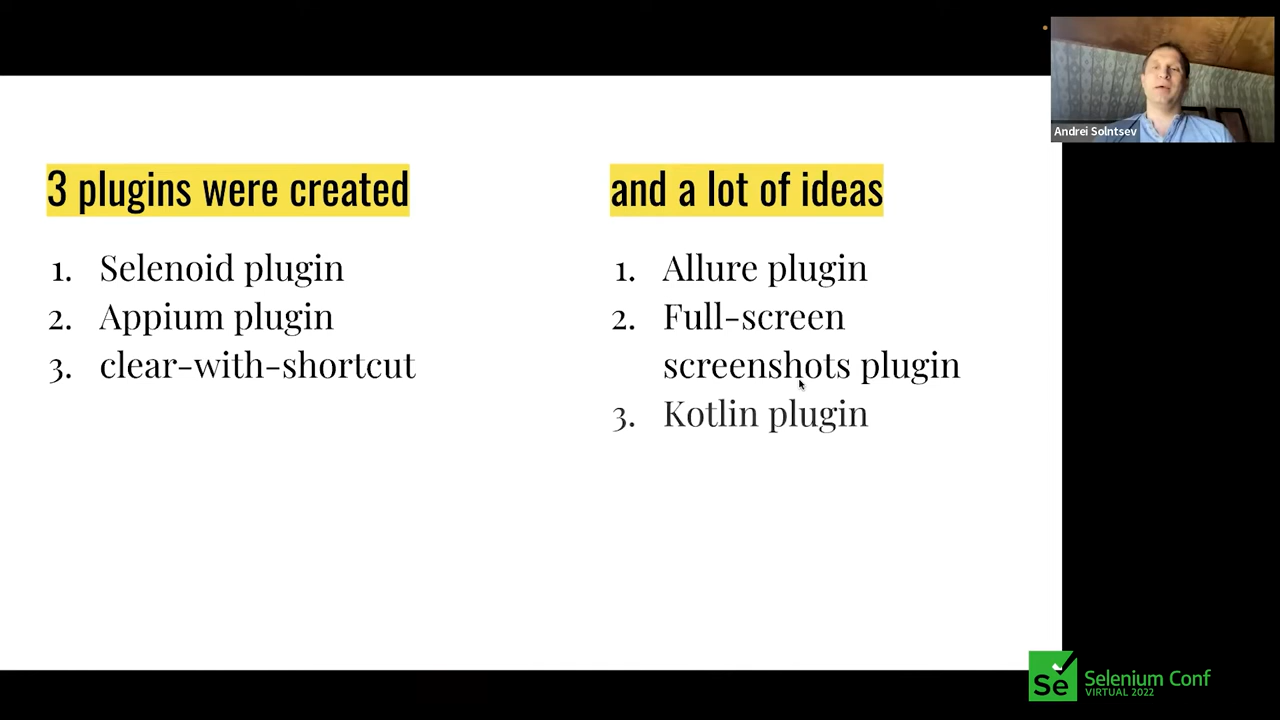 Andrei Solntsev
3 plugins were created
1. Selenoid plugin
2. Appium plugin
3. clear-with-shortcut
and a lot of ideas
1. Allure plugin
2. Full-screen
screenshots plugin
3. Kotlin plugin
Se
Selenium Conf
VIRTUAL 2022